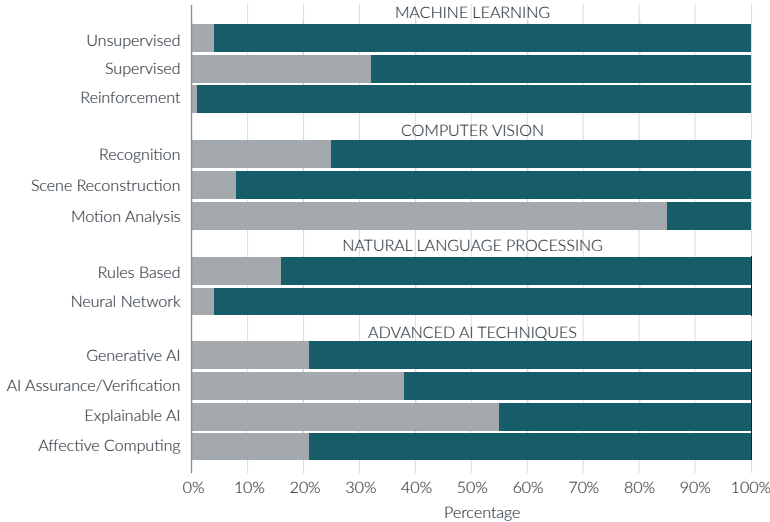 MACHINE LEARNING
Unsupervised
Supervised
Reinforcement
COMPUTER VISION
Recognition
Scene Reconstruction
Motion Analysis
NATURAL LANGUAGE PROCESSING
Rules Based
Neural Network
ADVANCED AI TECHNIQUES
Generative AI
AI Assurance/Verification
Explainable AI
Affective Computing
0% 10% 20% 30% 40% 50% 60% 70% 80% 90% 100%
Percentage